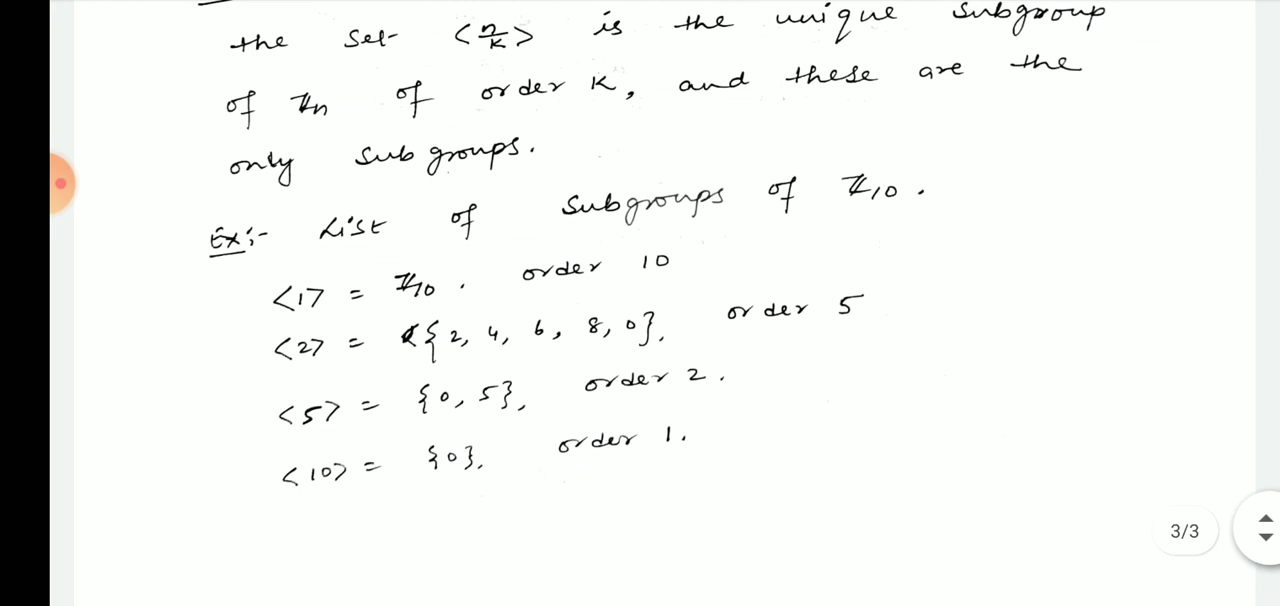 the set <n/k> is the unique subgroup
of ℤn of order k, and these are the
only subgroups.
Ex:- List of subgroups of ℤ10.
<1> = ℤ10. order 10
<2> = {2, 4, 6, 8, 0}, order 5
<5> = {0, 5}, order 2.
<10> = {0}, order 1.
3/3